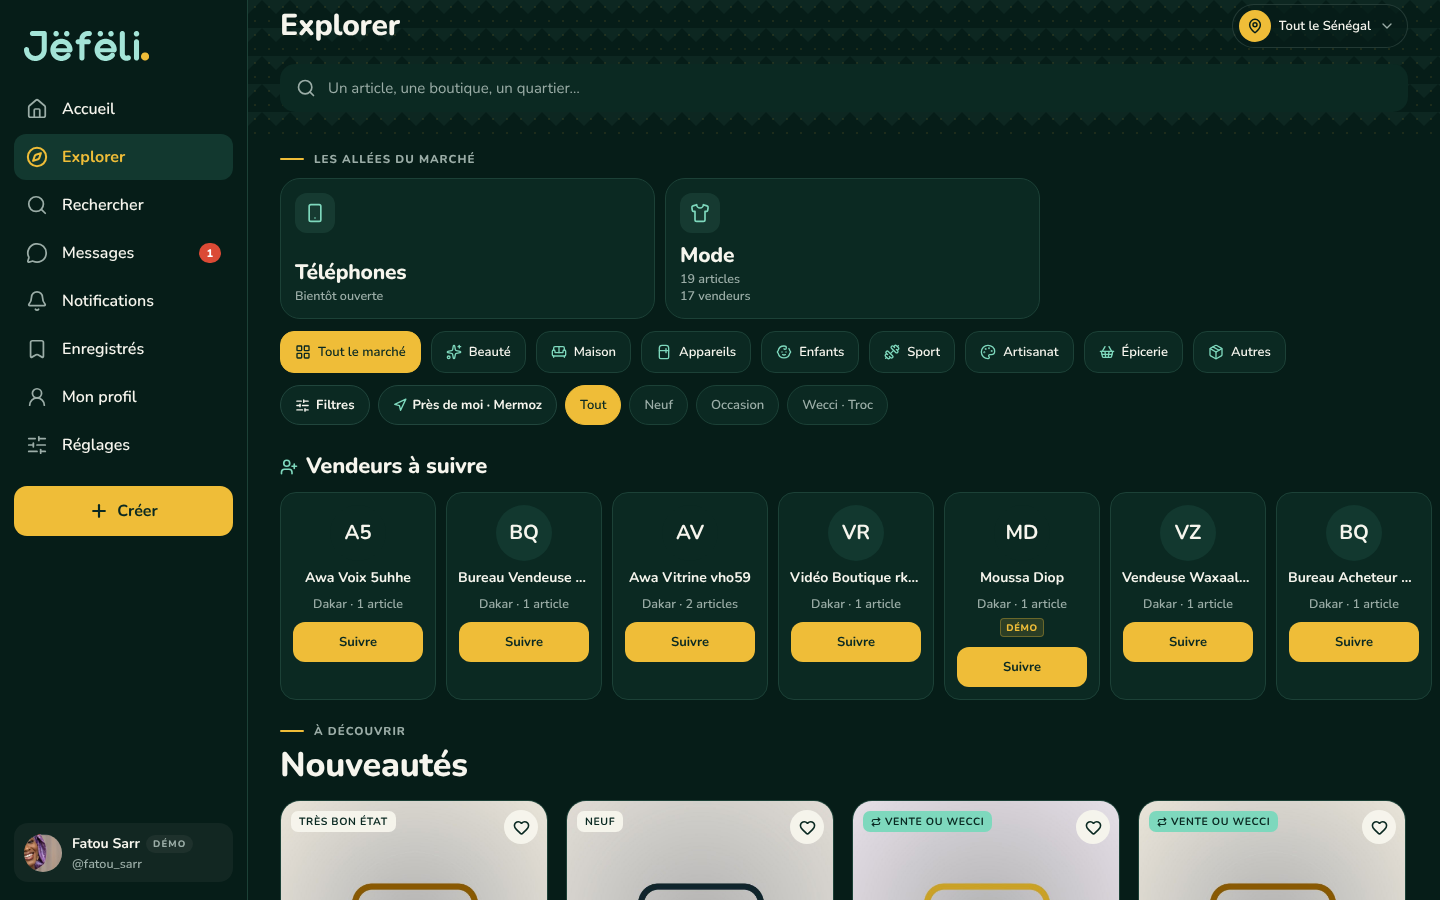 Jëfëli.
Accueil
Explorer
Rechercher
Messages 1
Notifications
Enregistrés
Mon profil
Réglages
Créer
Fatou Sarr DÉMO
@fatou_sarr
Explorer
Tout le Sénégal
Un article, une boutique, un quartier...
LES ALLÉES DU MARCHÉ
Téléphones
Bientôt ouverte
Mode
19 articles
17 vendeurs
Tout le marché Beauté Maison Appareils Enfants Sport Artisanat Épicerie Autres
Filtres Près de moi · Mermoz Tout Neuf Occasion Wecci · Troc
Vendeurs à suivre
A5 BQ AV VR MD VZ BQ
Awa Voix 5uhhe Bureau Vendeuse ... Awa Vitrine vho59 Vidéo Boutique rk... Moussa Diop Vendeuse Waxaal... Bureau Acheteur ...
Dakar · 1 article Dakar · 1 article Dakar · 2 articles Dakar · 1 article Dakar · 1 article Dakar · 1 article Dakar · 1 article
DÉMO
Suivre Suivre Suivre Suivre Suivre Suivre Suivre
À DÉCOUVRIR
Nouveautés
TRÈS BON ÉTAT NEUF VENTE OU WECCI VENTE OU WECCI